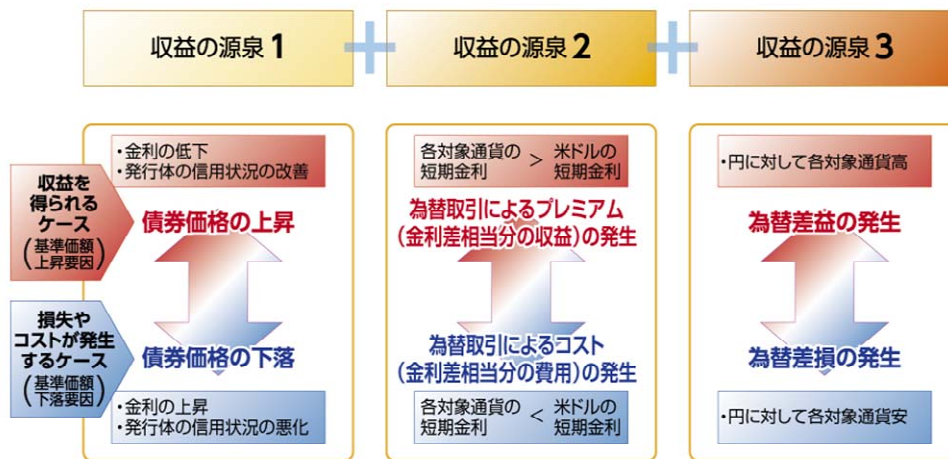 収益の源泉1
+
収益の源泉2
+
収益の源泉3
収益を
得られる
ケース
(基準価額
上昇要因)
・金利の低下
・発行体の信用状況の改善
債券価格の上昇
各対象通貨の
短期金利
>
米ドルの
短期金利
為替取引によるプレミアム
(金利差相当分の収益)の発生
・円に対して各対象通貨高
為替差益の発生
損失や
コストが発生
するケース
(基準価額
下落要因)
債券価格の下落
・金利の上昇
・発行体の信用状況の悪化
為替取引によるコスト
(金利差相当分の費用)の発生
各対象通貨の
短期金利
<
米ドルの
短期金利
為替差損の発生
・円に対して各対象通貨安